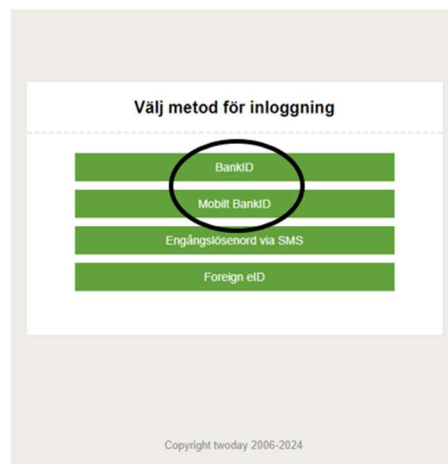 Välj metod för inloggning
BankID
Mobilt BankID
Engångslösenord via SMS
Foreign eID
Copyright twoday 2006-2024